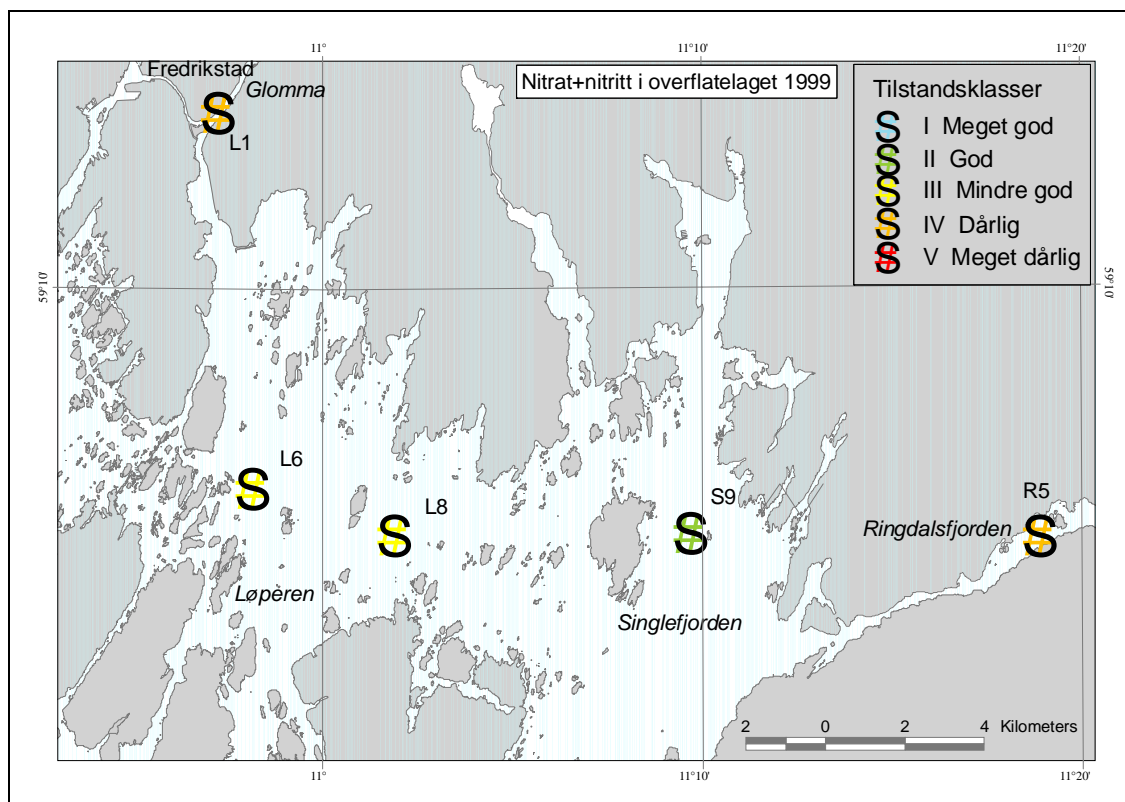 11°
11°10'
11°20'
Fredrikstad
Glomma
L1
Nitrat+nitritt i overflatelaget 1999
Tilstandsklasser
S I Meget god
S II God
S III Mindre god
S IV Dårlig
S V Meget dårlig
S
59°10'
59°10'
L6
S
L8
S
S9
S
R5
S
Ringdalsfjorden
Løpèren
Singlefjorden
2 0 2 4 Kilometers
11°
11°10'
11°20'